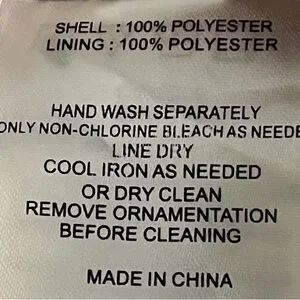 SHELL : 100% POLYESTER
LINING : 100% POLYESTER
HAND WASH SEPARATELY
ONLY NON-CHLORINE BLEACH AS NEEDE
LINE DRY
COOL IRON AS NEEDED
OR DRY CLEAN
REMOVE ORNAMENTATION
BEFORE CLEANING
MADE IN CHINA